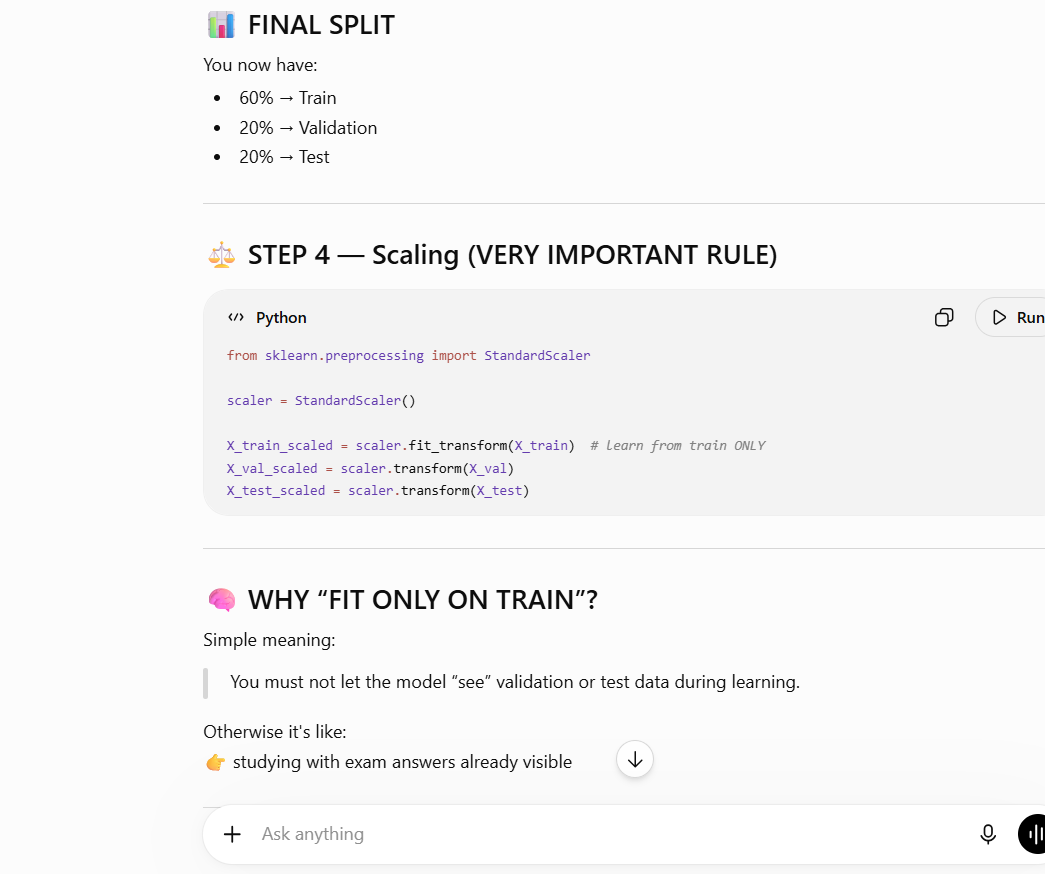 📊 FINAL SPLIT
You now have:
• 60% → Train
• 20% → Validation
• 20% → Test
⚖️ STEP 4 — Scaling (VERY IMPORTANT RULE)
Python
Run
from sklearn.preprocessing import StandardScaler
scaler = StandardScaler()
X_train_scaled = scaler.fit_transform(X_train)  # learn from train ONLY
X_val_scaled = scaler.transform(X_val)
X_test_scaled = scaler.transform(X_test)
🧠 WHY “FIT ONLY ON TRAIN”?
Simple meaning:
You must not let the model “see” validation or test data during learning.
Otherwise it's like:
👉 studying with exam answers already visible
Ask anything